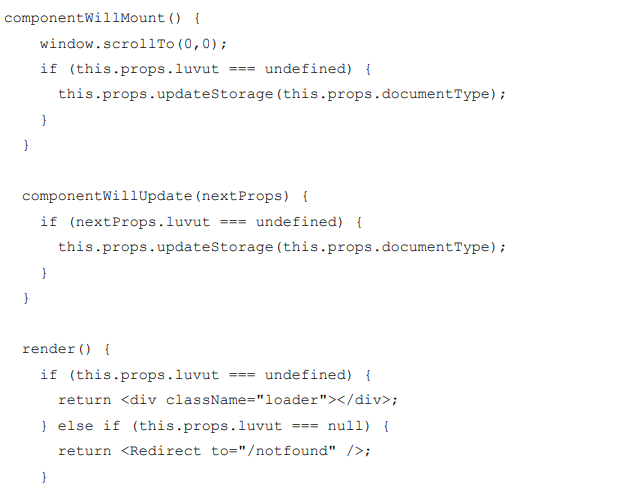 componentWillMount() {
window.scrollTo(0,0);
if (this.props.luvut === undefined) {
this.props.updateStorage(this.props.documentType);
}
}
componentWillUpdate(nextProps) {
if (nextProps.luvut === undefined) {
this.props.updateStorage(this.props.documentType);
}
}
render() {
if (this.props.luvut === undefined) {
return <div className="loader"></div>;
} else if (this.props.luvut === null) {
return <Redirect to="/notfound" />;
}